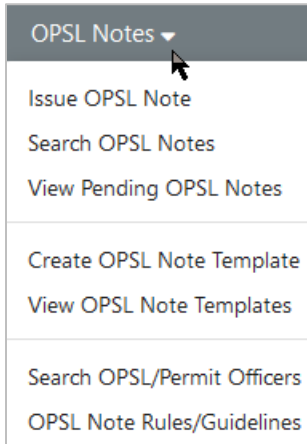 OPSL Notes
Issue OPSL Note
Search OPSL Notes
View Pending OPSL Notes
Create OPSL Note Template
View OPSL Note Templates
Search OPSL/Permit Officers
OPSL Note Rules/Guidelines